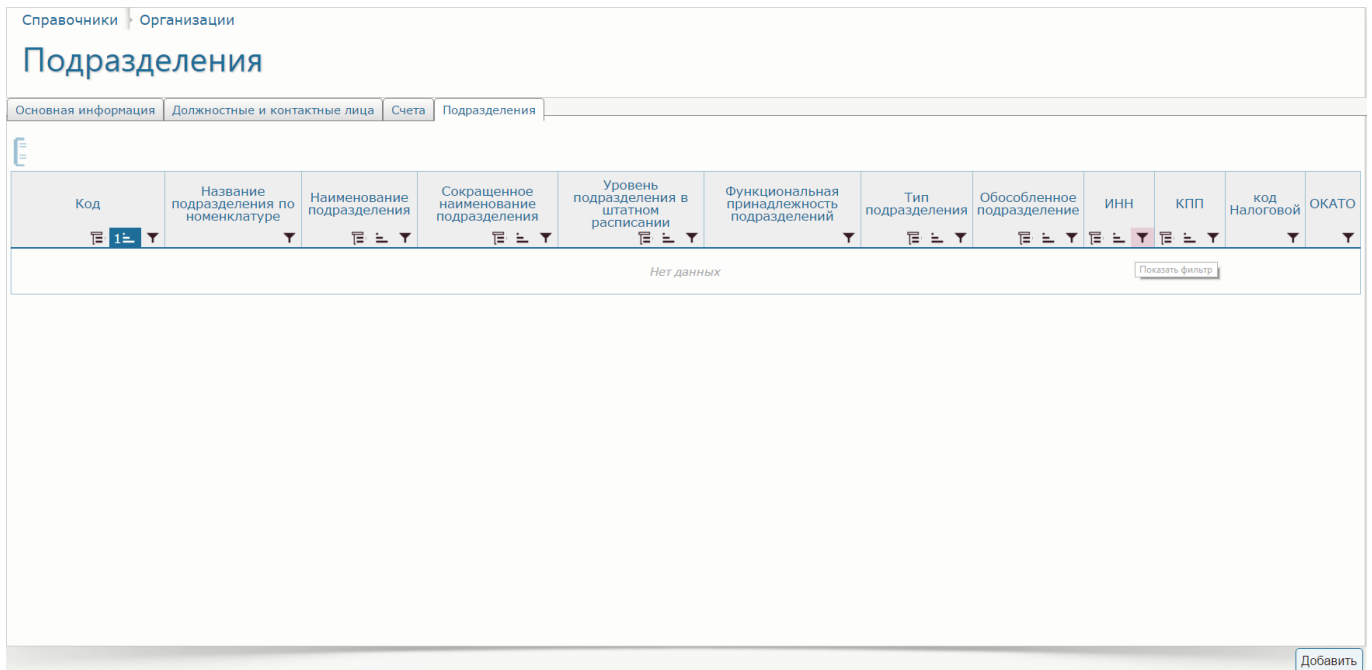 Справочники Организации
Подразделения
Основная информация Должностные и контактные лица Счета Подразделения
Код
Название
подразделения по
номенклатуре
Наименование
подразделения
Сокращенное
наименование
подразделения
Уровень
подразделения в
штатном
расписании
Функциональная
принадлежность
подразделений
Тип
подразделения
Обособленное
подразделение
ИНН
КПП
код
Налоговой
ОКАТО
1
Нет данных
Показать фильтр
Добавить